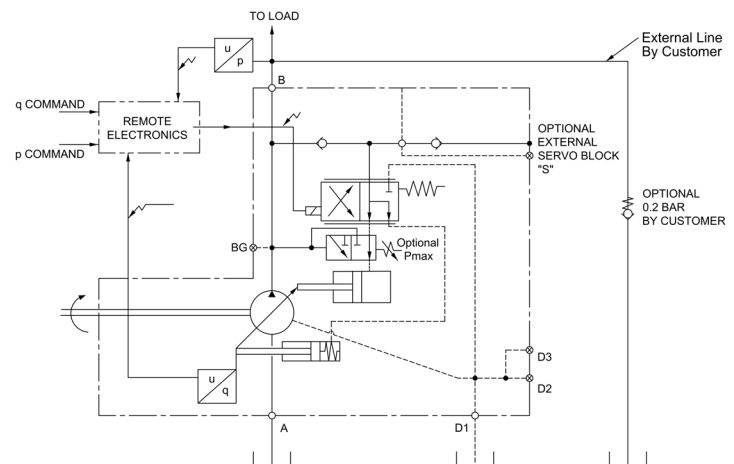 TO LOAD
u
p
External Line
By Customer
B
q COMMAND
REMOTE
ELECTRONICS
p COMMAND
OPTIONAL
EXTERNAL
SERVO BLOCK
"S"
OPTIONAL
0.2 BAR
BY CUSTOMER
BG
Optional
Pmax
D3
D2
u
q
A
D1